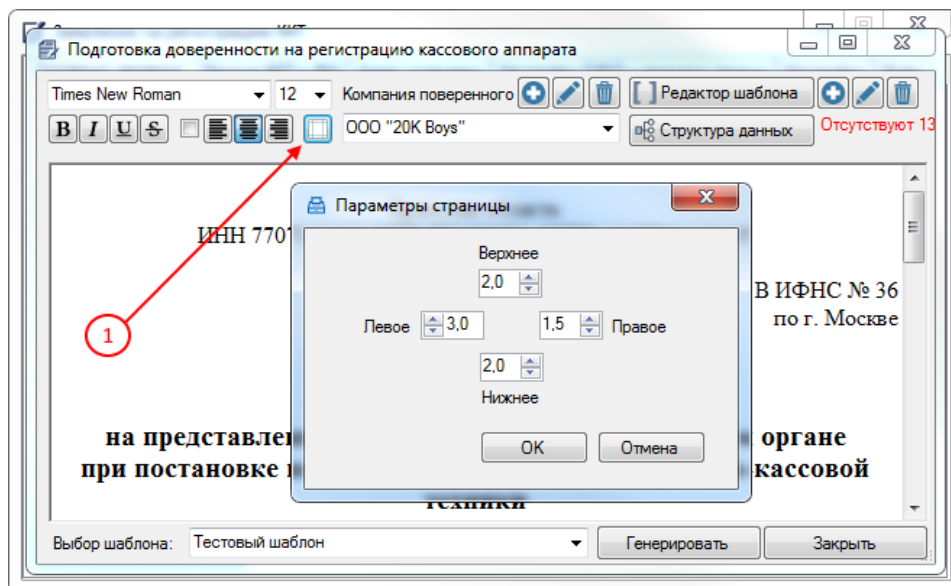 ККТ
Подготовка доверенности на регистрацию кассового аппарата
Times New Roman 12 Компания поверенного [ ] Редактор шаблона
B I U S ООО "20K Boys" Структура данных Отсутствуют 13
Параметры страницы
ИНН 7707
Верхнее
2,0
В ИФНС № 36
Левое 3,0 1,5 Правое
по г. Москве
1
2,0
Нижнее
на органе
OK Отмена
при постановке кассовой
техники
Выбор шаблона: Тестовый шаблон Генерировать Закрыть